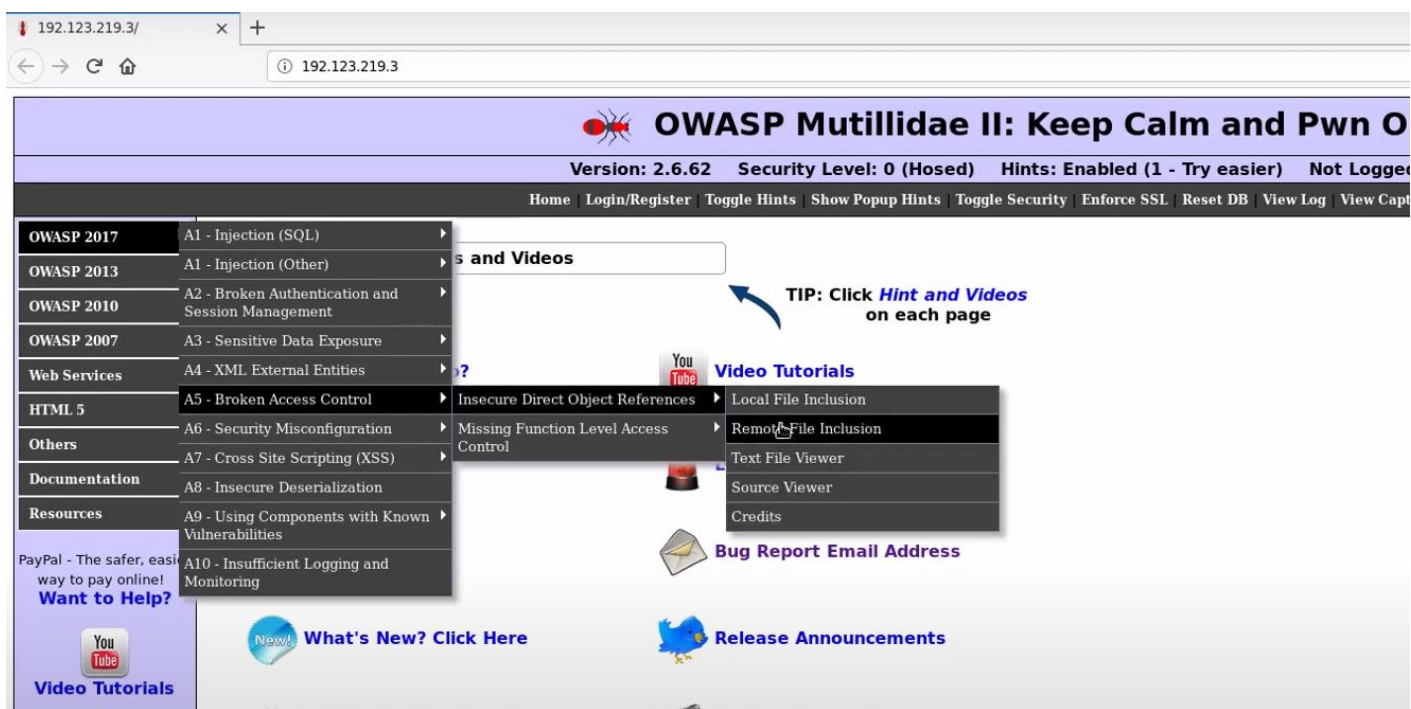 192.123.219.3/
192.123.219.3
OWASP Mutillidae II: Keep Calm and Pwn O
Version: 2.6.62 Security Level: 0 (Hosed) Hints: Enabled (1 - Try easier) Not Logged
Home Login/Register Toggle Hints Show Popup Hints Toggle Security Enforce SSL Reset DB View Log View Capt
OWASP 2017
OWASP 2013
OWASP 2010
OWASP 2007
Web Services
HTML 5
Others
Documentation
Resources
A1 - Injection (SQL)
A1 - Injection (Other)
A2 - Broken Authentication and
Session Management
A3 - Sensitive Data Exposure
A4 - XML External Entities
A5 - Broken Access Control
A6 - Security Misconfiguration
A7 - Cross Site Scripting (XSS)
A8 - Insecure Deserialization
A9 - Using Components with Known
Vulnerabilities
A10 - Insufficient Logging and
Monitoring
Insecure Direct Object References
Missing Function Level Access
Control
Local File Inclusion
Remote File Inclusion
Text File Viewer
Source Viewer
Credits
s and Videos
TIP: Click Hint and Videos
on each page
?
You
Tube
Video Tutorials
Bug Report Email Address
New!
What's New? Click Here
Release Announcements
PayPal - The safer, easi
way to pay online!
Want to Help?
You
Tube
Video Tutorials